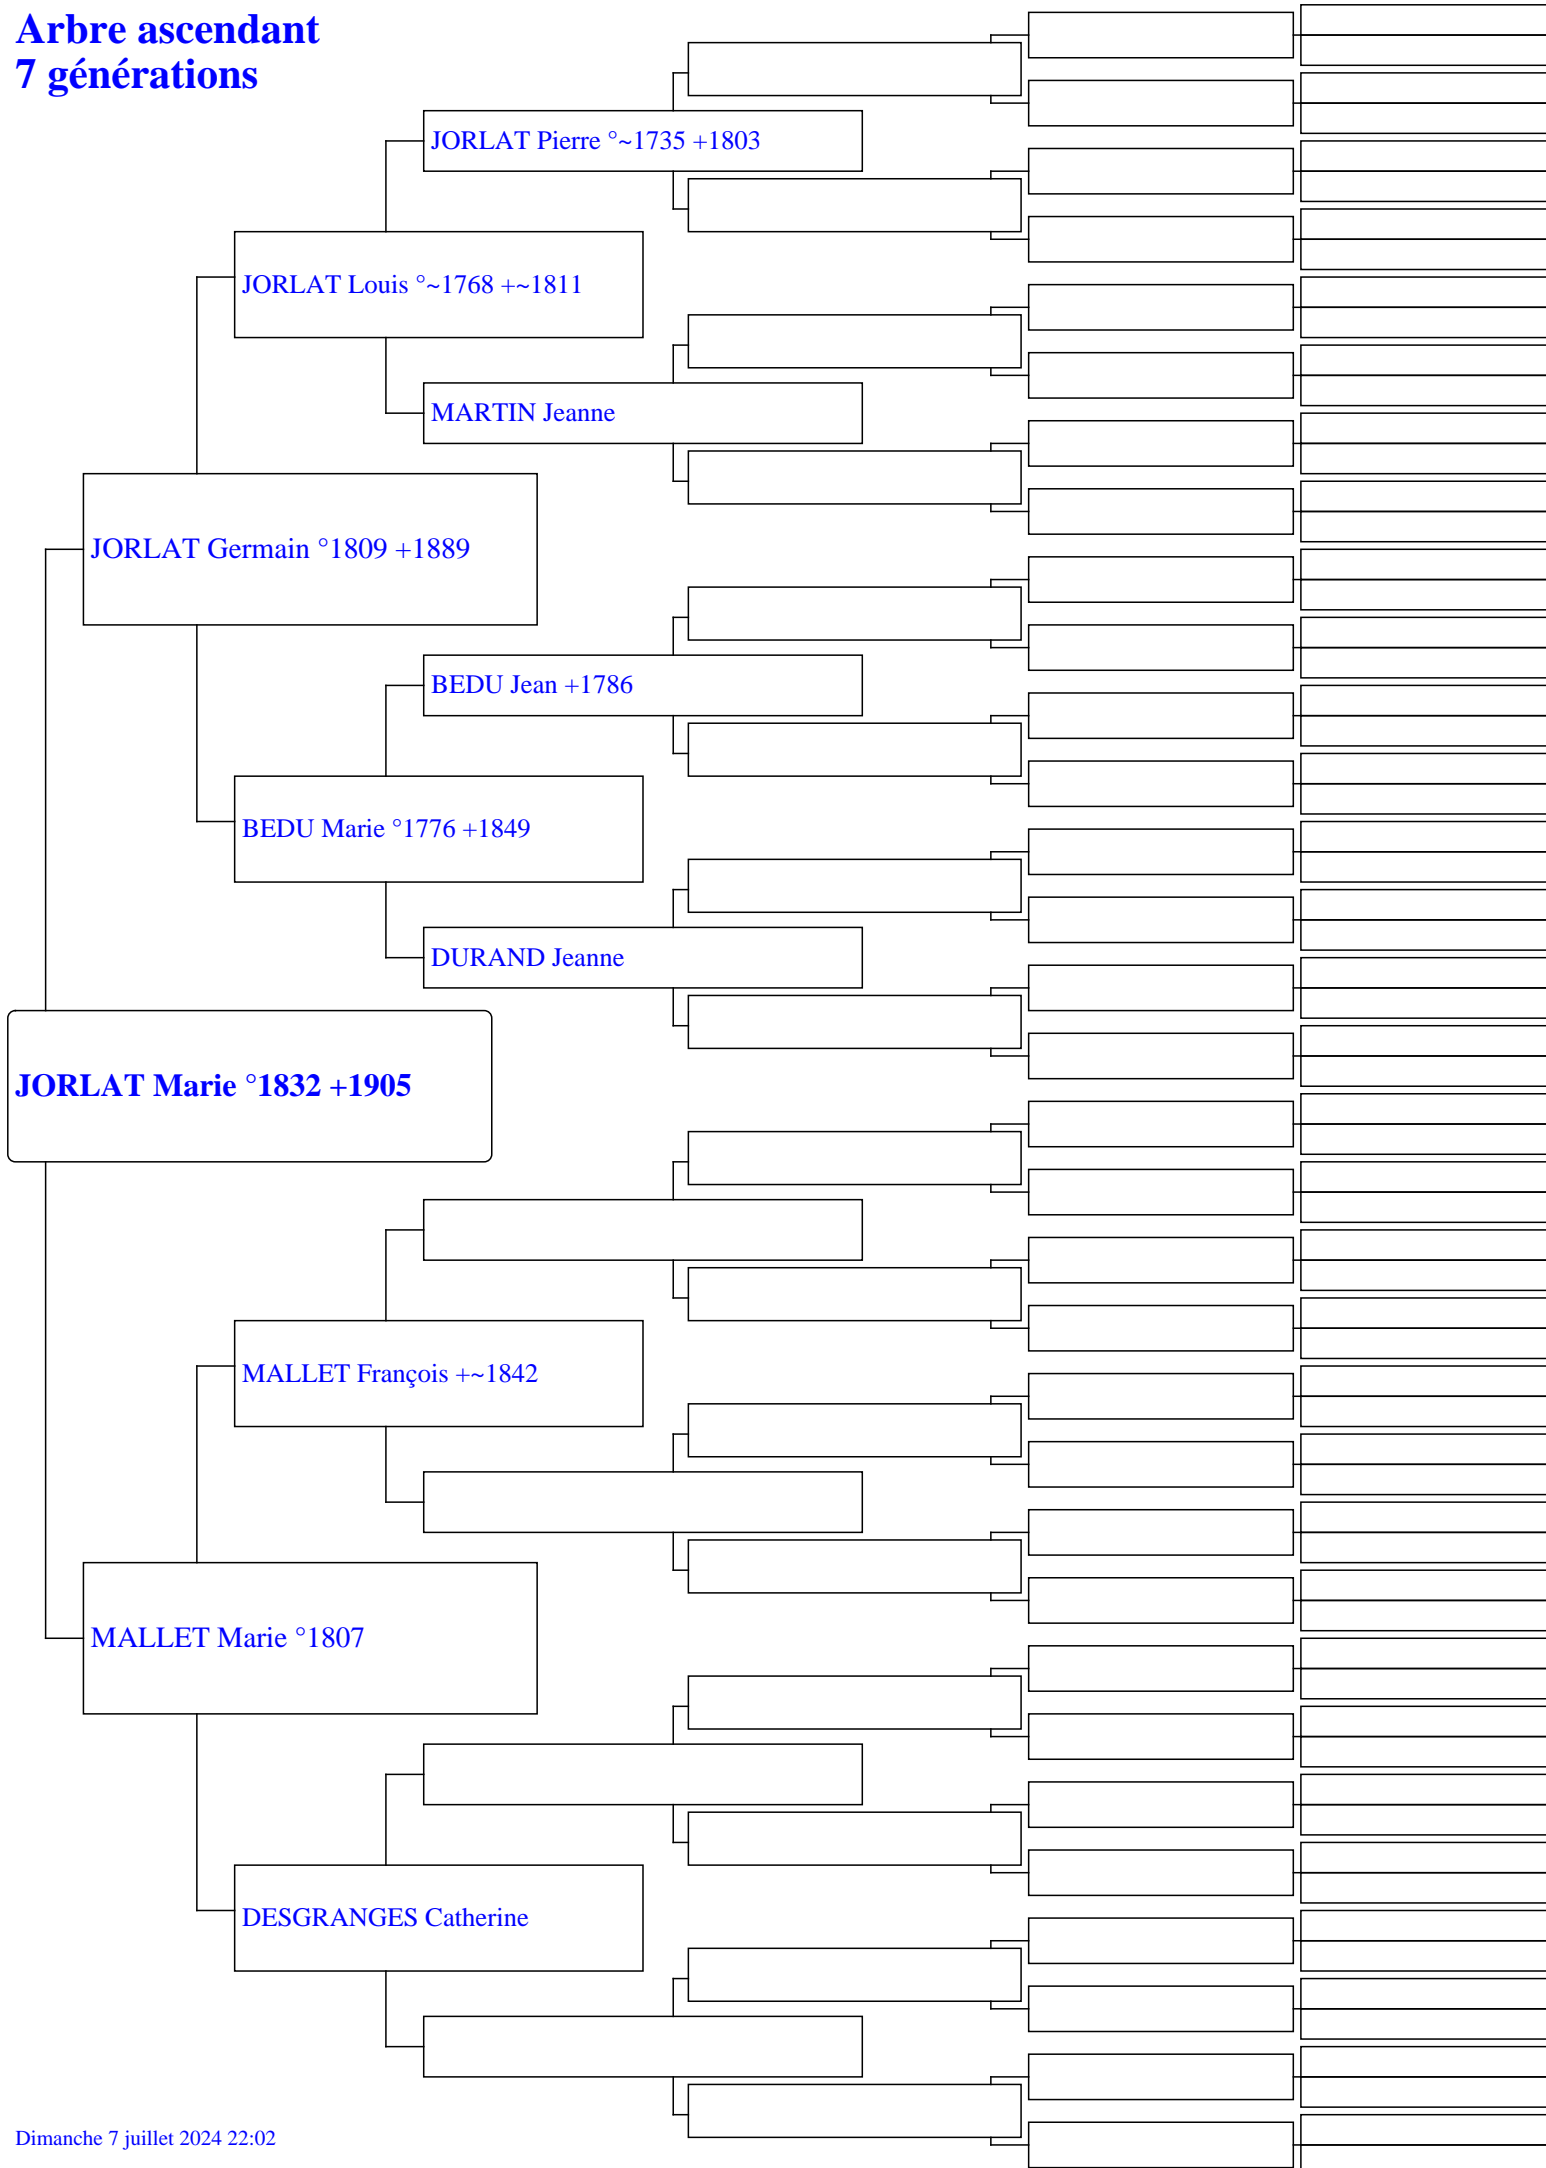 Arbre ascendant
7 générations
JORLAT Pierre °~1735 +1803
JORLAT Louis °~1768 +~1811
MARTIN Jeanne
JORLAT Germain °1809 +1889
BEDU Jean +1786
BEDU Marie °1776 +1849
DURAND Jeanne
JORLAT Marie °1832 +1905
MALLET François +~1842
MALLET Marie °1807
DESGRANGES Catherine
Dimanche 7 juillet 2024 22:02